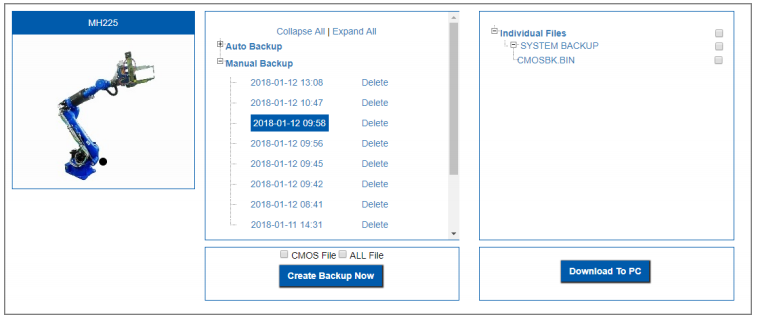 MH225
Collapse All | Expand All
Auto Backup
Manual Backup
2018-01-12 13:08 Delete
2018-01-12 10:47 Delete
2018-01-12 09:58 Delete
2018-01-12 09:56 Delete
2018-01-12 09:45 Delete
2018-01-12 09:42 Delete
2018-01-12 08:41 Delete
2018-01-11 14:31 Delete
CMOS File ALL File
Create Backup Now
Individual Files
SYSTEM BACKUP
CMOSBK.BIN
Download To PC